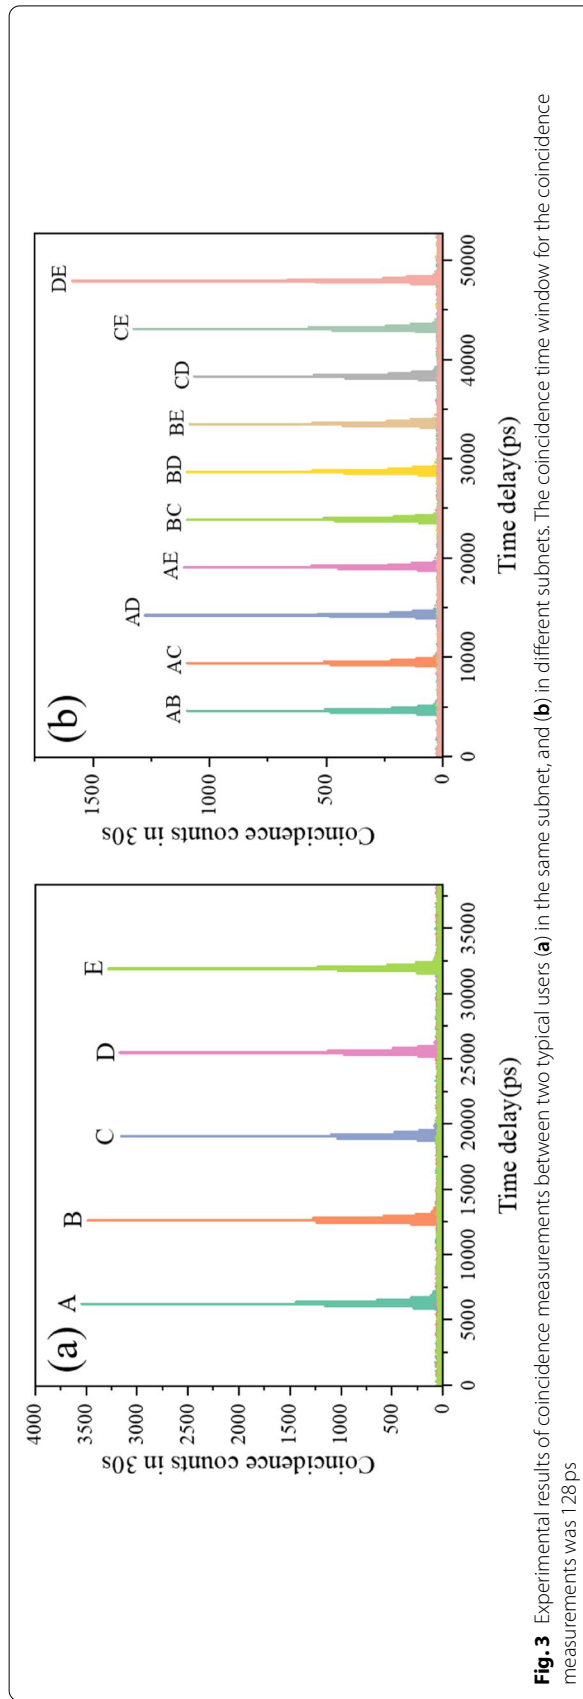 (a)
A
B
C
D
E
4000
3500
3000
2500
2000
1500
1000
500
0
Coincidence counts in 30s
0
5000
10000
15000
20000
25000
30000
35000
Time delay(ps)
(b)
AB
AC
AD
AE
BC
BD
BE
CD
CE
DE
1500
1000
500
0
Coincidence counts in 30s
0
10000
20000
30000
40000
50000
Time delay(ps)
Fig. 3 Experimental results of coincidence measurements between two typical users (a) in the same subnet, and (b) in different subnets. The coincidence time window for the coincidence
measurements was 128 ps